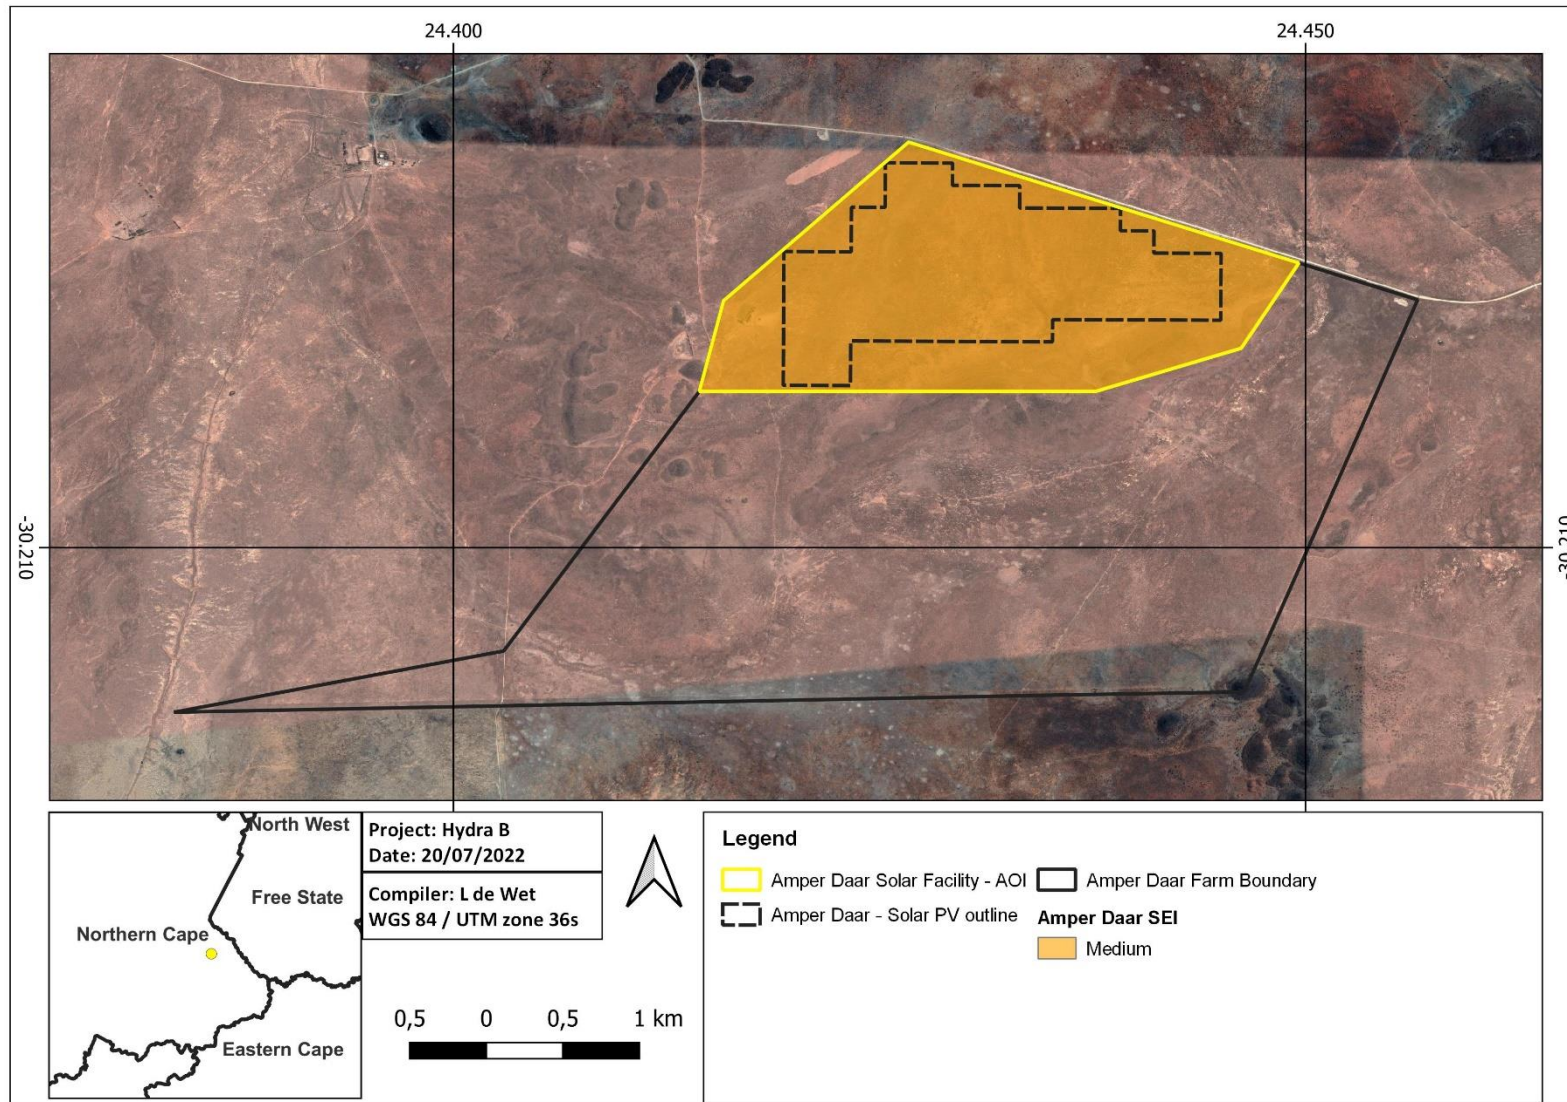 24.400
24.450
-30.210
-30.210
North West
Free State
Northern Cape
Eastern Cape
Project: Hydra B
Date: 20/07/2022
Compiler: L de Wet
WGS 84 / UTM zone 36s
0,5 0 0,5 1 km
Legend
Amper Daar Solar Facility - AOI
Amper Daar - Solar PV outline
Amper Daar Farm Boundary
Amper Daar SEI
Medium